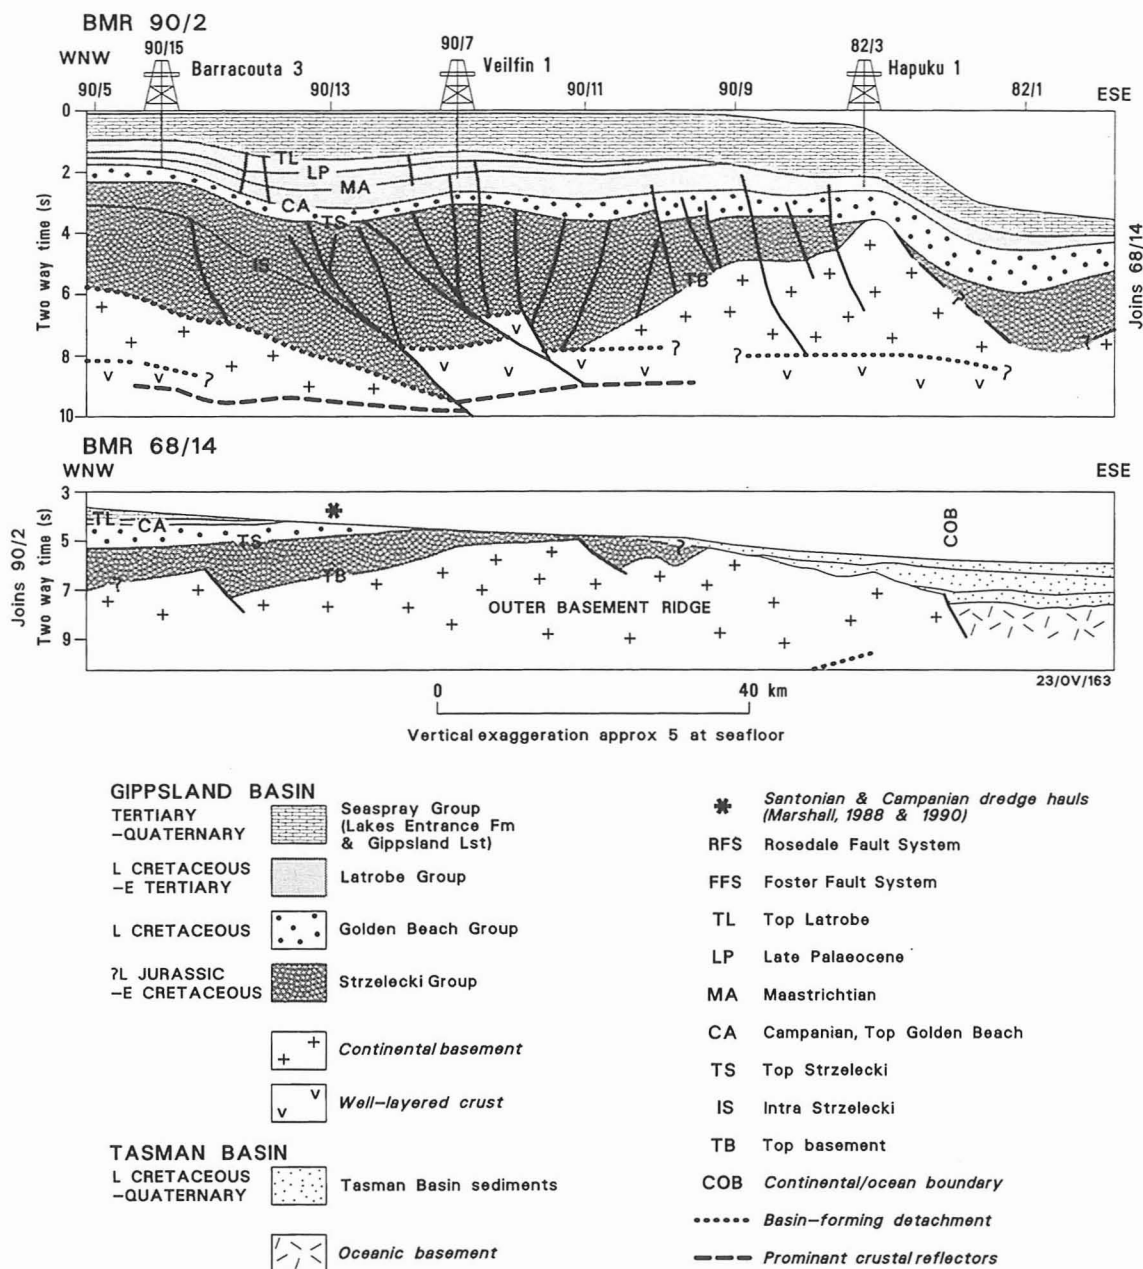 BMR 90/2
WNW
90/15
Barracouta 3
90/7
Veilfin 1
82/3
Hapuku 1
ESE
90/5
90/13
90/11
90/9
82/1
0
2
4
6
8
10
Two way time (s)
TL
LP
MA
CA
TS
IS
TB
?
?
?
?
?
?
Joins 68/14
BMR 68/14
WNW
ESE
3
5
7
9
Joins 90/2
Two way time (s)
TL
CA
TS
TB
?
?
COB
OUTER BASEMENT RIDGE
23/OV/163
0
40 km
Vertical exaggeration approx 5 at seafloor
GIPPSLAND BASIN
TERTIARY
–QUATERNARY
Seaspray Group
(Lakes Entrance Fm
& Gippsland Lst)
L CRETACEOUS
–E TERTIARY
Latrobe Group
L CRETACEOUS
Golden Beach Group
?L JURASSIC
–E CRETACEOUS
Strzelecki Group
Continental basement
Well–layered crust
TASMAN BASIN
L CRETACEOUS
–QUATERNARY
Tasman Basin sediments
Oceanic basement
Santonian & Campanian dredge hauls
(Marshall, 1988 & 1990)
RFS Rosedale Fault System
FFS Foster Fault System
TL Top Latrobe
LP Late Palaeocene
MA Maastrichtian
CA Campanian, Top Golden Beach
TS Top Strzelecki
IS Intra Strzelecki
TB Top basement
COB Continental/ocean boundary
Basin–forming detachment
Prominant crustal reflectors